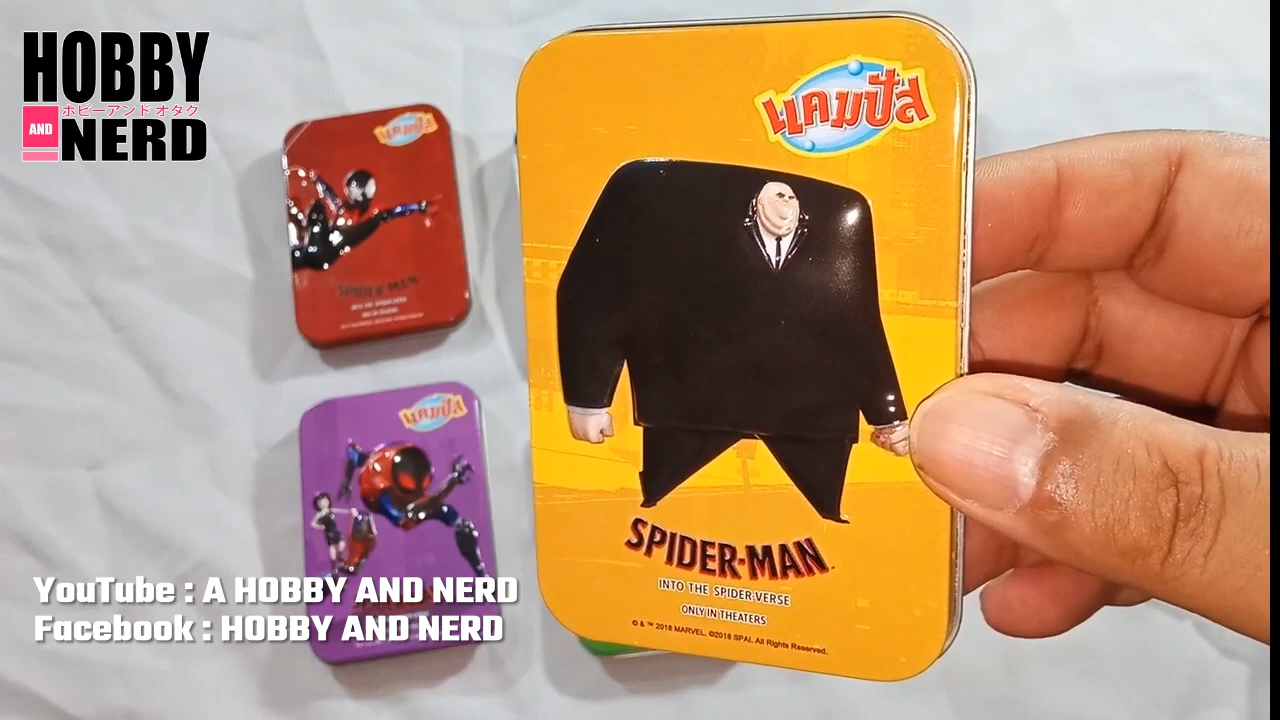 HOBBY
ホビーアンド オタク
AND
NERD
แคมปัส
SPIDER-MAN
INTO THE SPIDER-VERSE
ONLY IN THEATERS
© & ™ 2018 MARVEL. ©2018 SPAI. All Rights Reserved.
แคมปัส
SPIDER-MAN
แคมปัส
YouTube : A HOBBY AND NERD
Facebook : HOBBY AND NERD